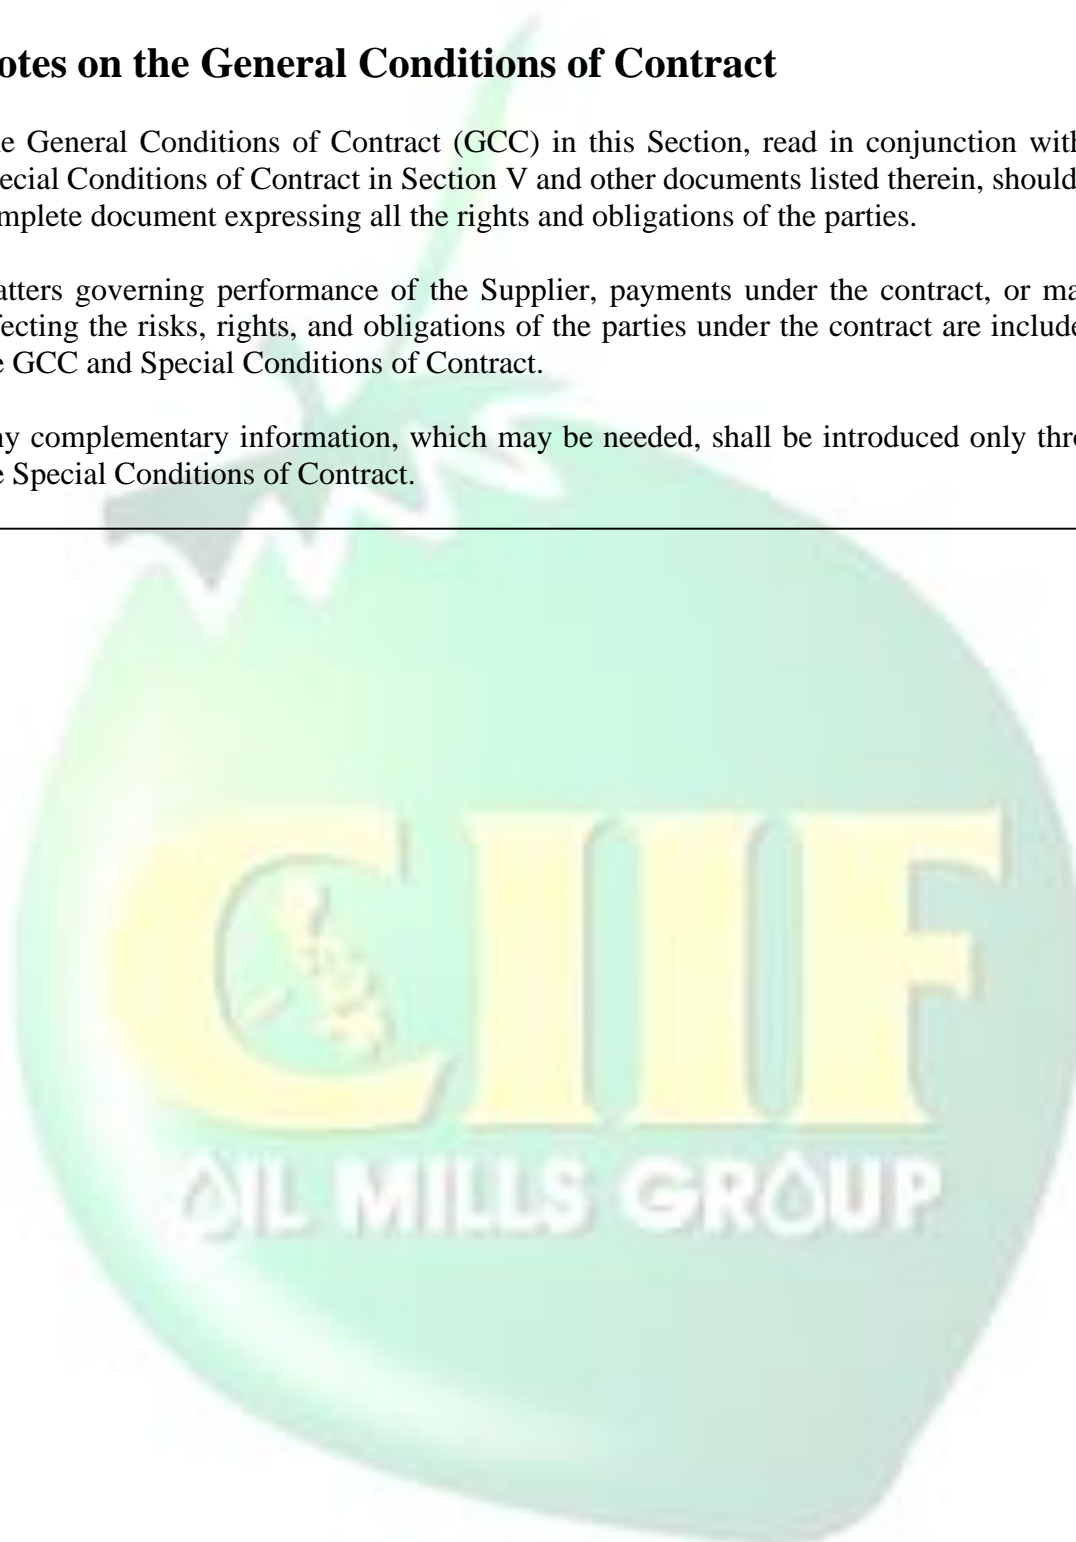 otes on the General Conditions of Contract
e General Conditions of Contract (GCC) in this Section, read in conjunction with
ecial Conditions of Contract in Section V and other documents listed therein, should
mplete document expressing all the rights and obligations of the parties.
atters governing performance of the Supplier, payments under the contract, or ma
fecting the risks, rights, and obligations of the parties under the contract are include
e GCC and Special Conditions of Contract.
ny complementary information, which may be needed, shall be introduced only thro
e Special Conditions of Contract.
CIIF
OIL MILLS GROUP